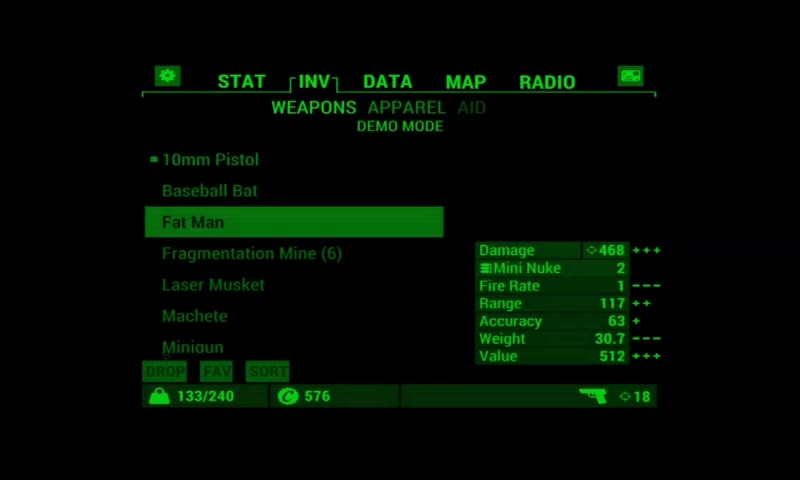 STAT INV DATA MAP RADIO
WEAPONS APPAREL AID
DEMO MODE
10mm Pistol
Baseball Bat
Fat Man
Fragmentation Mine (6)
Laser Musket
Machete
Minigun
Damage 468 +++
Mini Nuke 2
Fire Rate 1 ---
Range 117 ++
Accuracy 63 +
Weight 30.7 ---
Value 512 +++
DROP FAV SORT
133/240 576 18